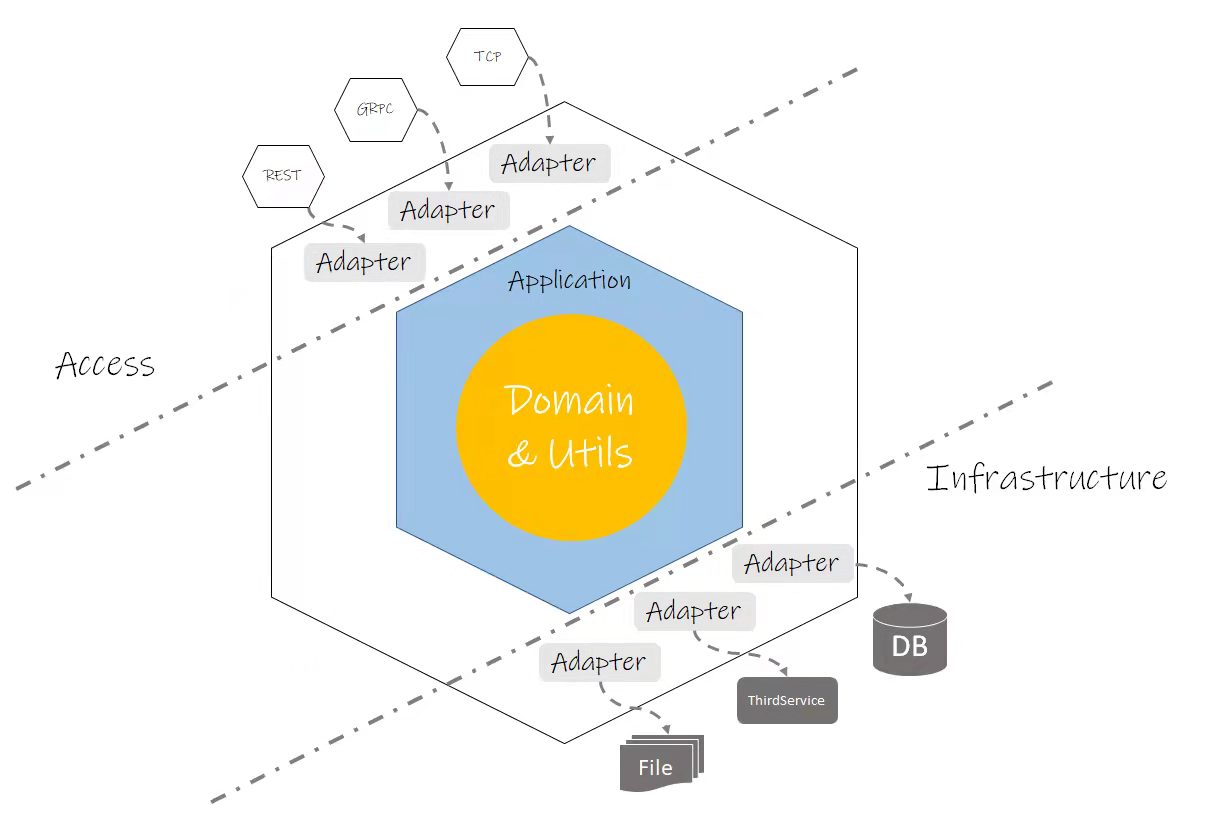 TCP
GRPC
REST
Adapter
Adapter
Adapter
Application
Access
Domain
& Utils
Infrastructure
Adapter
Adapter
Adapter
DB
ThirdService
File